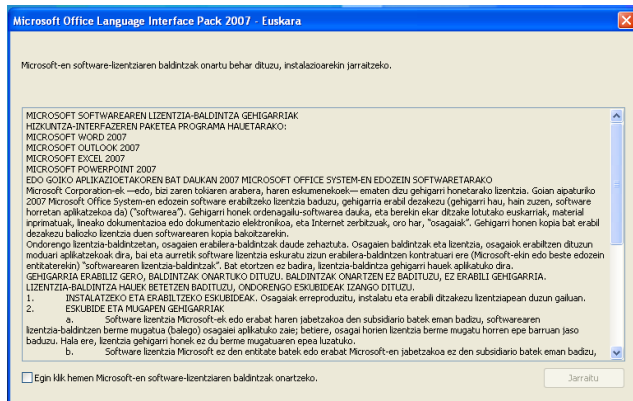 Microsoft Office Language Interface Pack 2007 - Euskara
Microsoft-en software-lizentziaren baldintzak onartu behar dituzu, instalazioarekin jarraitzeko.
MICROSOFT SOFTWAREAREN LIZENTZIA-BALDINTZA GEHIGARRIAK
HIZKUNTZA-INTERFAZEREN PAKETEA PROGRAMA HAUETARAKO:
MICROSOFT WORD 2007
MICROSOFT OUTLOOK 2007
MICROSOFT EXCEL 2007
MICROSOFT POWERPOINT 2007
EDO GOIKO APLIKAZIOETAKOREN BAT DAUKAN 2007 MICROSOFT OFFICE SYSTEM-EN EDOZEIN SOFTWARETARAKO
Microsoft Corporation-ek —edo, bizi zaren tokiaren arabera, haren eskumenekoek— ematen dizu gehigarri honetarako lizentzia. Goian aipaturiko
2007 Microsoft Office System-en edozein software erabiltzeko lizentzia baduzu, gehigarria erabil dezakezu (gehigarri hau, hain zuzen, software
horretan aplikatzekoa da) ("softwarea"). Gehigarri honek ordenagailu-softwarea dauka, eta berekin ekar ditzake lotutako euskarriak, material
inprimatuak, lineako dokumentazioa edo dokumentazio elektronikoa, eta Internet zerbitzuak, oro har, "osagaiak". Gehigarri honen kopia bat erabil
dezakezu baliozko lizentzia duen softwarearen kopia bakoitzarekin.
Ondorengo lizentzia-baldintzetan, osagaien erabilera-baldintzak daude zehaztuta. Osagaien baldintzak eta lizentzia, osagaiok erabiltzen dituzun
moduari aplikatzekoak dira, bai eta aurretik software lizentzia eskuratu zizun erabilera-baldintzen kontratuari ere (Microsoft-ekin edo beste edozein
entitaterekin) "softwarearen lizentzia-baldintzak". Bat etortzen ez badira, lizentzia-baldintza gehigarri hauek aplikatuko dira.
GEHIGARRIA ERABILIZ GERO, BALDINTZAK ONARTUKO DITUZU. BALDINTZAK ONARTZEN EZ BADITUZU, EZ ERABILI GEHIGARRIA.
LIZENTZIA-BALDINTZA HAUEK BETETZEN BADITUZU, ONDORENGO ESKUBIDEAK IZANGO DITUZU.
1. INSTALATZEKO ETA ERABILTZEKO ESKUBIDEAK. Osagaiak erreproduzitu, instalatu eta erabili ditzakezu lizentziapean duzun gailuan.
2. ESKUBIDE ETA MUGAPEN GEHIGARRIAK
a. Software lizentzia Microsoft-ek edo erabat haren jabetzakoa den subsidiario batek eman badizu, softwarearen
lizentzia-baldintzen berme mugatua (balego) osagaiei aplikatuko zaie; betiere, osagai horien lizentzia berme mugatu horren epe barruan jaso
baduzu. Hala ere, lizentzia gehigarri honek ez du berme mugatuaren epea luzatuko.
b. Software lizentzia Microsoft ez den entitate batek edo erabat Microsoft-en jabetzakoa ez den subsidiario batek eman badizu,
Egin klik hemen Microsoft-en software-lizentziaren baldintzak onartzeko.
Jarraitu